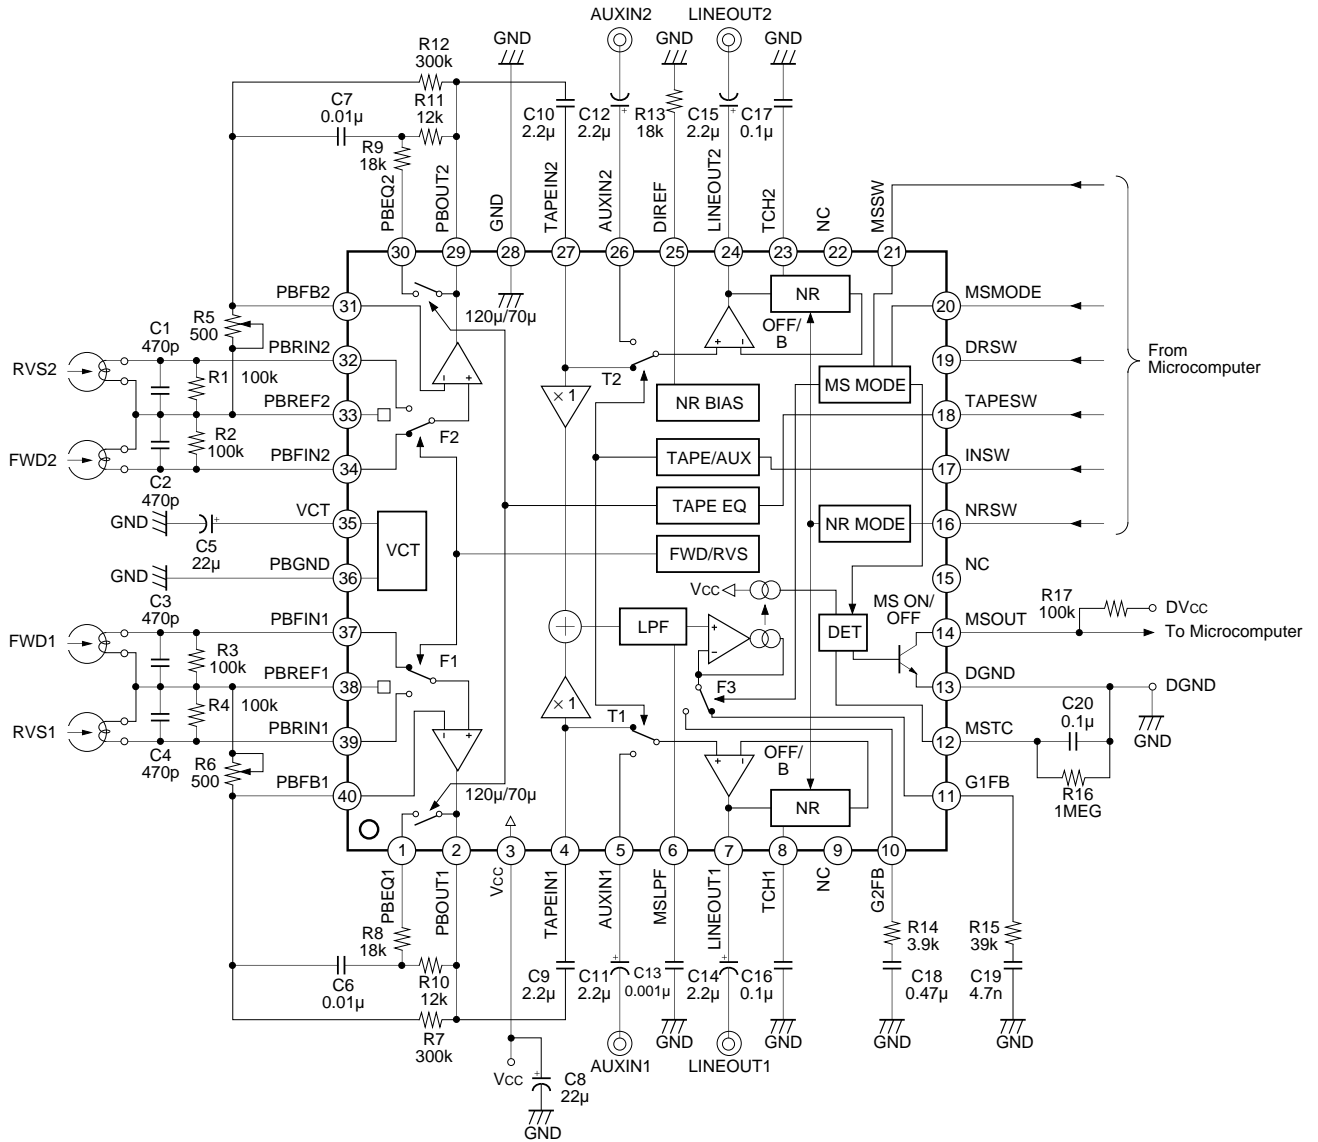 AUXIN2
LINEOUT2
GND
GND
GND
R12
300k
C7
0.01µ
R11
12k
R9
18k
C10
2.2µ
C12
2.2µ
R13
18k
C15
2.2µ
C17
0.1µ
PBEQ2
PBOUT2
GND
TAPEIN2
AUXIN2
DIREF
LINEOUT2
TCH2
NC
MSSW
30
29
28
27
26
25
24
23
22
21
PBFB2
31
120µ/70µ
NR
OFF/
B
20
MSMODE
R5
500
C1
470p
RVS2
PBRIN2
32
T2
19
DRSW
From
Microcomputer
R1
100k
× 1
MS MODE
PBREF2
33
NR BIAS
18
TAPESW
R2
100k
F2
FWD2
PBFIN2
34
TAPE/AUX
17
INSW
C2
470p
TAPE EQ
GND
VCT
35
NR MODE
16
NRSW
C5
22µ
VCT
FWD/RVS
GND
PBGND
36
15
NC
C3
470p
VCC
MS ON/
OFF
R17
100k
DVCC
FWD1
PBFIN1
37
LPF
DET
14
MSOUT
To Microcomputer
R3
100k
F1
PBREF1
38
F3
13
DGND
DGND
R4
100k
× 1
C20
0.1µ
GND
RVS1
PBRIN1
39
T1
12
MSTC
C4
470p
R6
500
OFF/
B
R16
1MEG
PBFB1
40
120µ/70µ
NR
11
G1FB
1
2
3
4
5
6
7
8
9
10
PBEQ1
PBOUT1
VCC
TAPEIN1
AUXIN1
MSLPF
LINEOUT1
TCH1
NC
G2FB
R8
18k
R14
3.9k
R15
39k
C6
0.01µ
R10
12k
C9
2.2µ
C11
2.2µ
C13
0.001µ
C14
2.2µ
C16
0.1µ
C18
0.47µ
C19
4.7n
R7
300k
AUXIN1
GND
LINEOUT1
GND
GND
GND
VCC
C8
22µ
GND